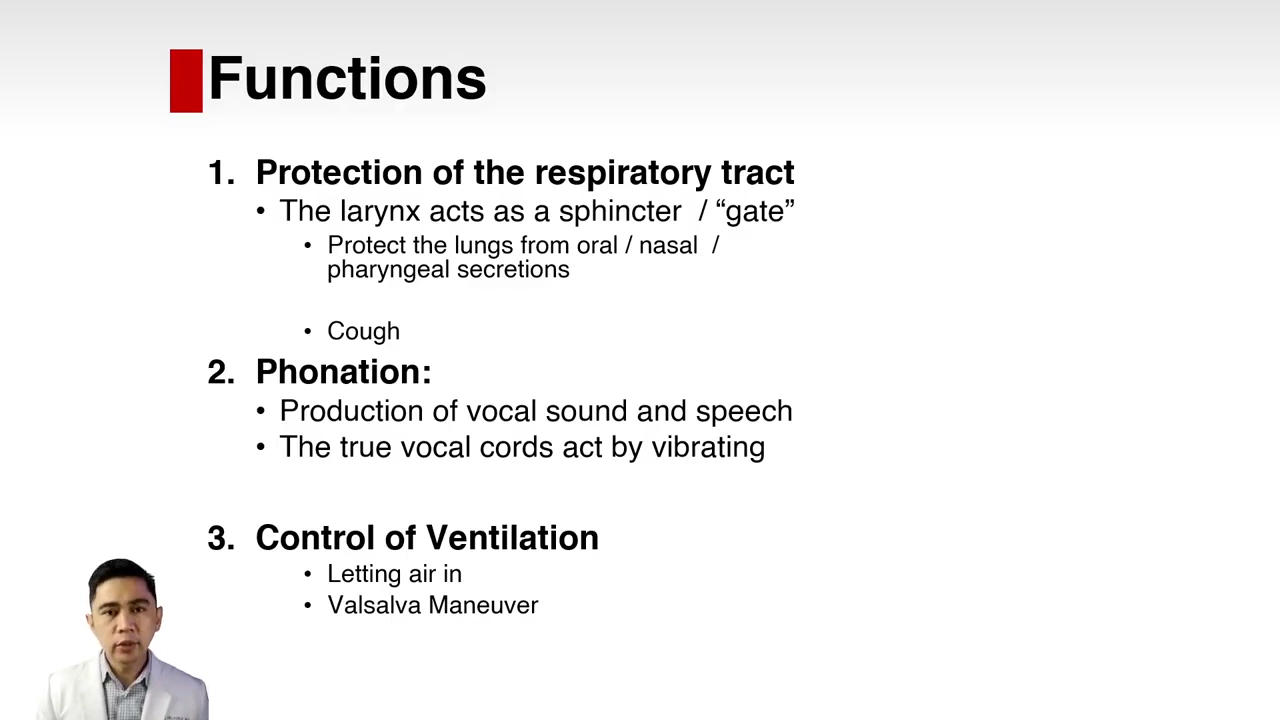 Functions
1. Protection of the respiratory tract
• The larynx acts as a sphincter / “gate”
• Protect the lungs from oral / nasal /
pharyngeal secretions
• Cough
2. Phonation:
• Production of vocal sound and speech
• The true vocal cords act by vibrating
3. Control of Ventilation
• Letting air in
• Valsalva Maneuver